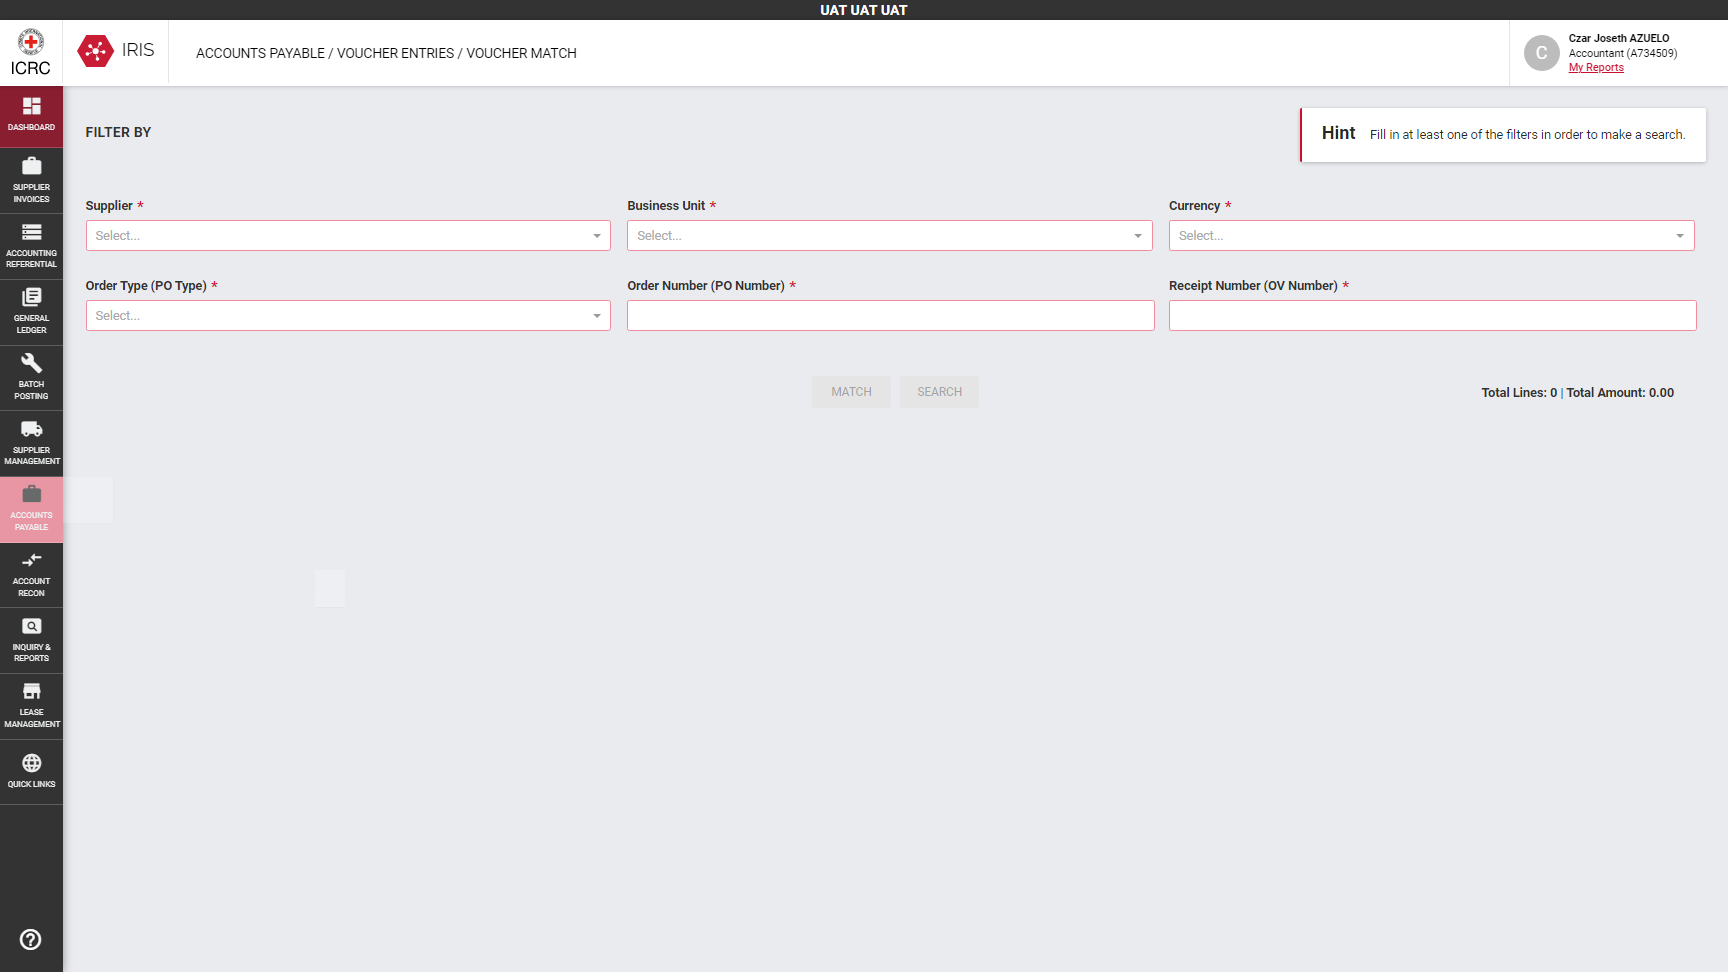 UAT UAT UAT
ICRC
IRIS
ACCOUNTS PAYABLE / VOUCHER ENTRIES / VOUCHER MATCH
C
Czar Joseth AZUELO
Accountant (A734509)
My Reports
DASHBOARD
SUPPLIER
INVOICES
ACCOUNTING
REFERENTIAL
GENERAL
LEDGER
BATCH
POSTING
SUPPLIER
MANAGEMENT
ACCOUNTS
PAYABLE
ACCOUNT
RECON
INQUIRY &
REPORTS
LEASE
MANAGEMENT
QUICK LINKS
FILTER BY
Hint Fill in at least one of the filters in order to make a search.
Supplier *
Select...
Business Unit *
Select...
Currency *
Select...
Order Type (PO Type) *
Select...
Order Number (PO Number) *
Receipt Number (OV Number) *
MATCH
SEARCH
Total Lines: 0 | Total Amount: 0.00